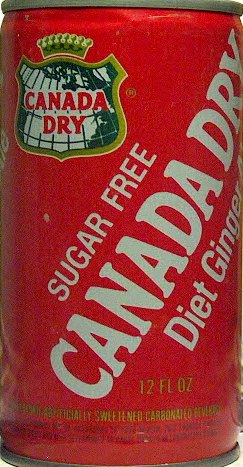 CANADA
DRY
®
SUGAR FREE
CANADA DRY
Diet Ginger
12 FL OZ
ARTIFICIALLY SWEETENED CARBONATED BEVERAGE